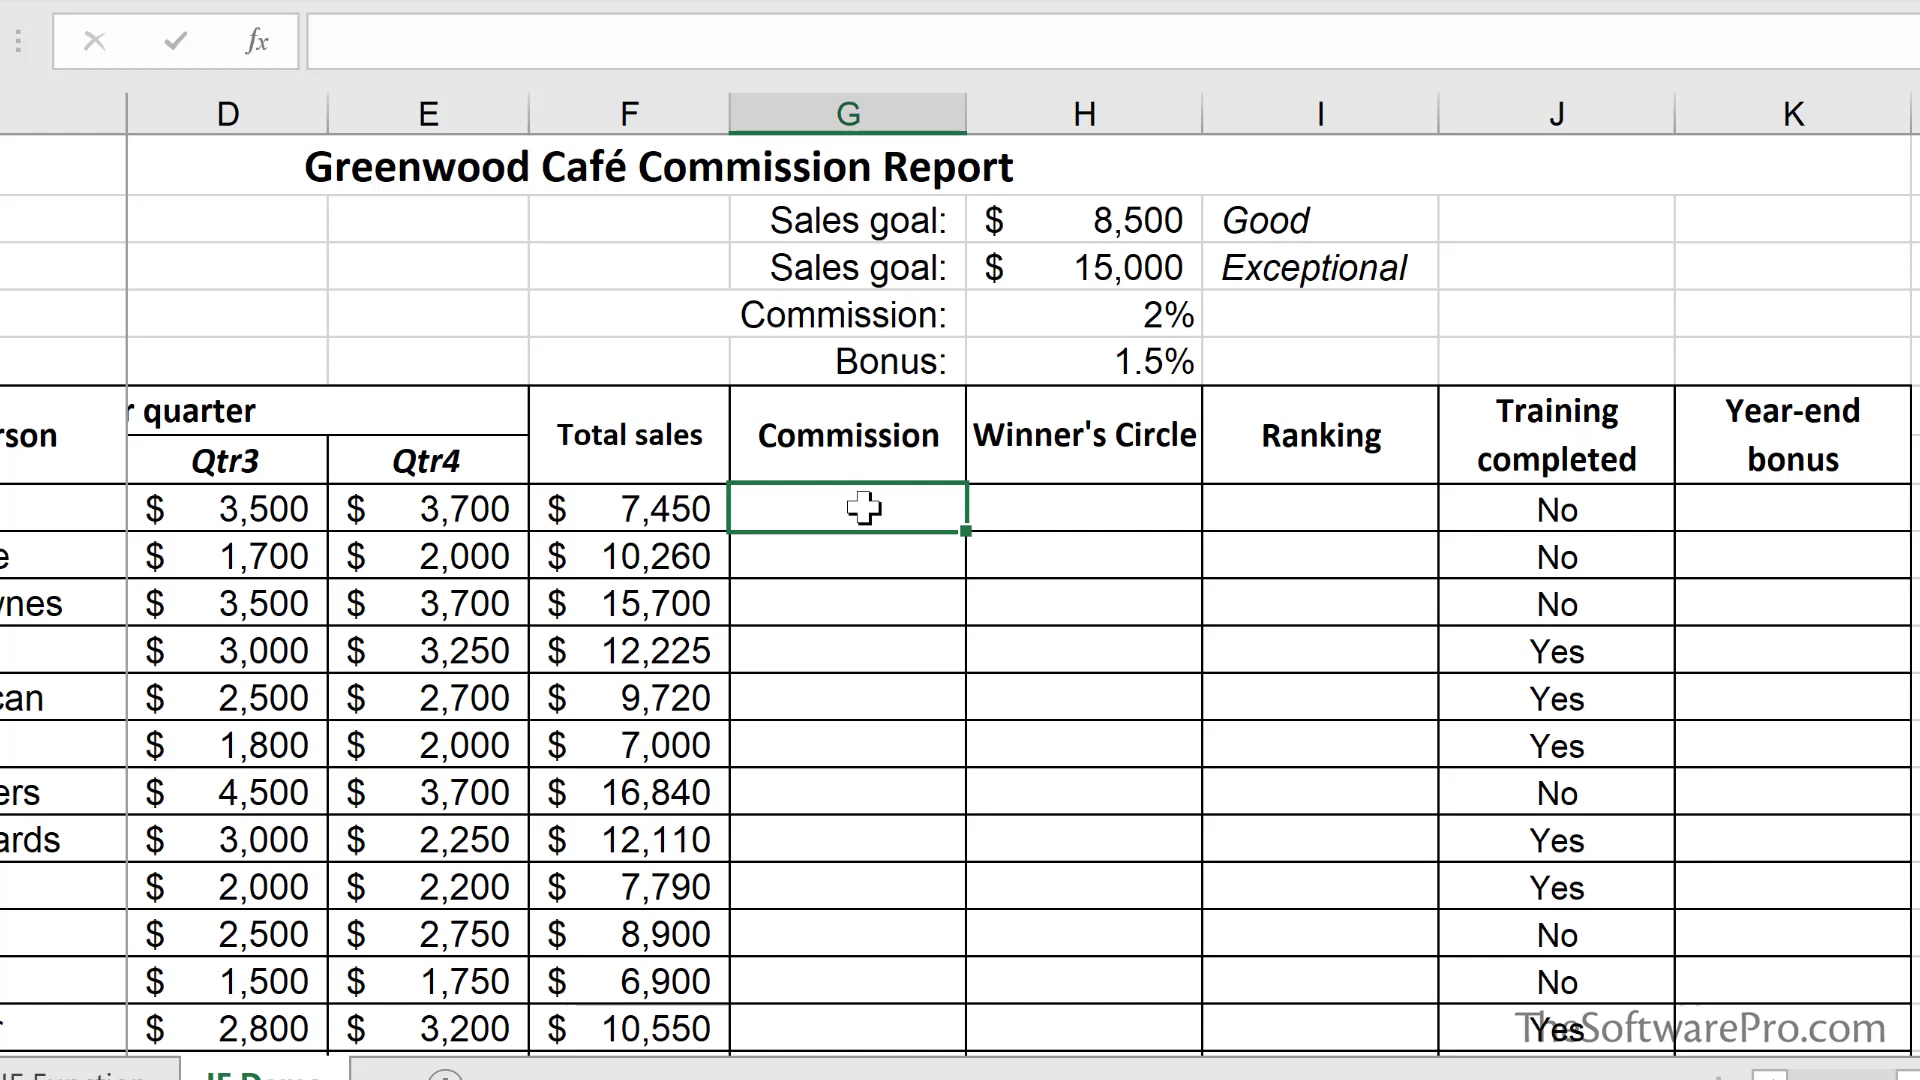 fx
D E F G H I J K
Greenwood Café Commission Report
Sales goal: $ 8,500 Good
Sales goal: $ 15,000 Exceptional
Commission: 2%
Bonus: 1.5%
rson r quarter Total sales Commission Winner's Circle Ranking Training completed Year-end bonus
Qtr3 Qtr4
$ 3,500 $ 3,700 $ 7,450 No
e $ 1,700 $ 2,000 $ 10,260 No
vnes $ 3,500 $ 3,700 $ 15,700 No
$ 3,000 $ 3,250 $ 12,225 Yes
can $ 2,500 $ 2,700 $ 9,720 Yes
$ 1,800 $ 2,000 $ 7,000 Yes
ers $ 4,500 $ 3,700 $ 16,840 No
ards $ 3,000 $ 2,250 $ 12,110 Yes
$ 2,000 $ 2,200 $ 7,790 Yes
$ 2,500 $ 2,750 $ 8,900 No
$ 1,500 $ 1,750 $ 6,900 No
r $ 2,800 $ 3,200 $ 10,550 Yes
TheSoftwarePro.com
IF Function IF Demo